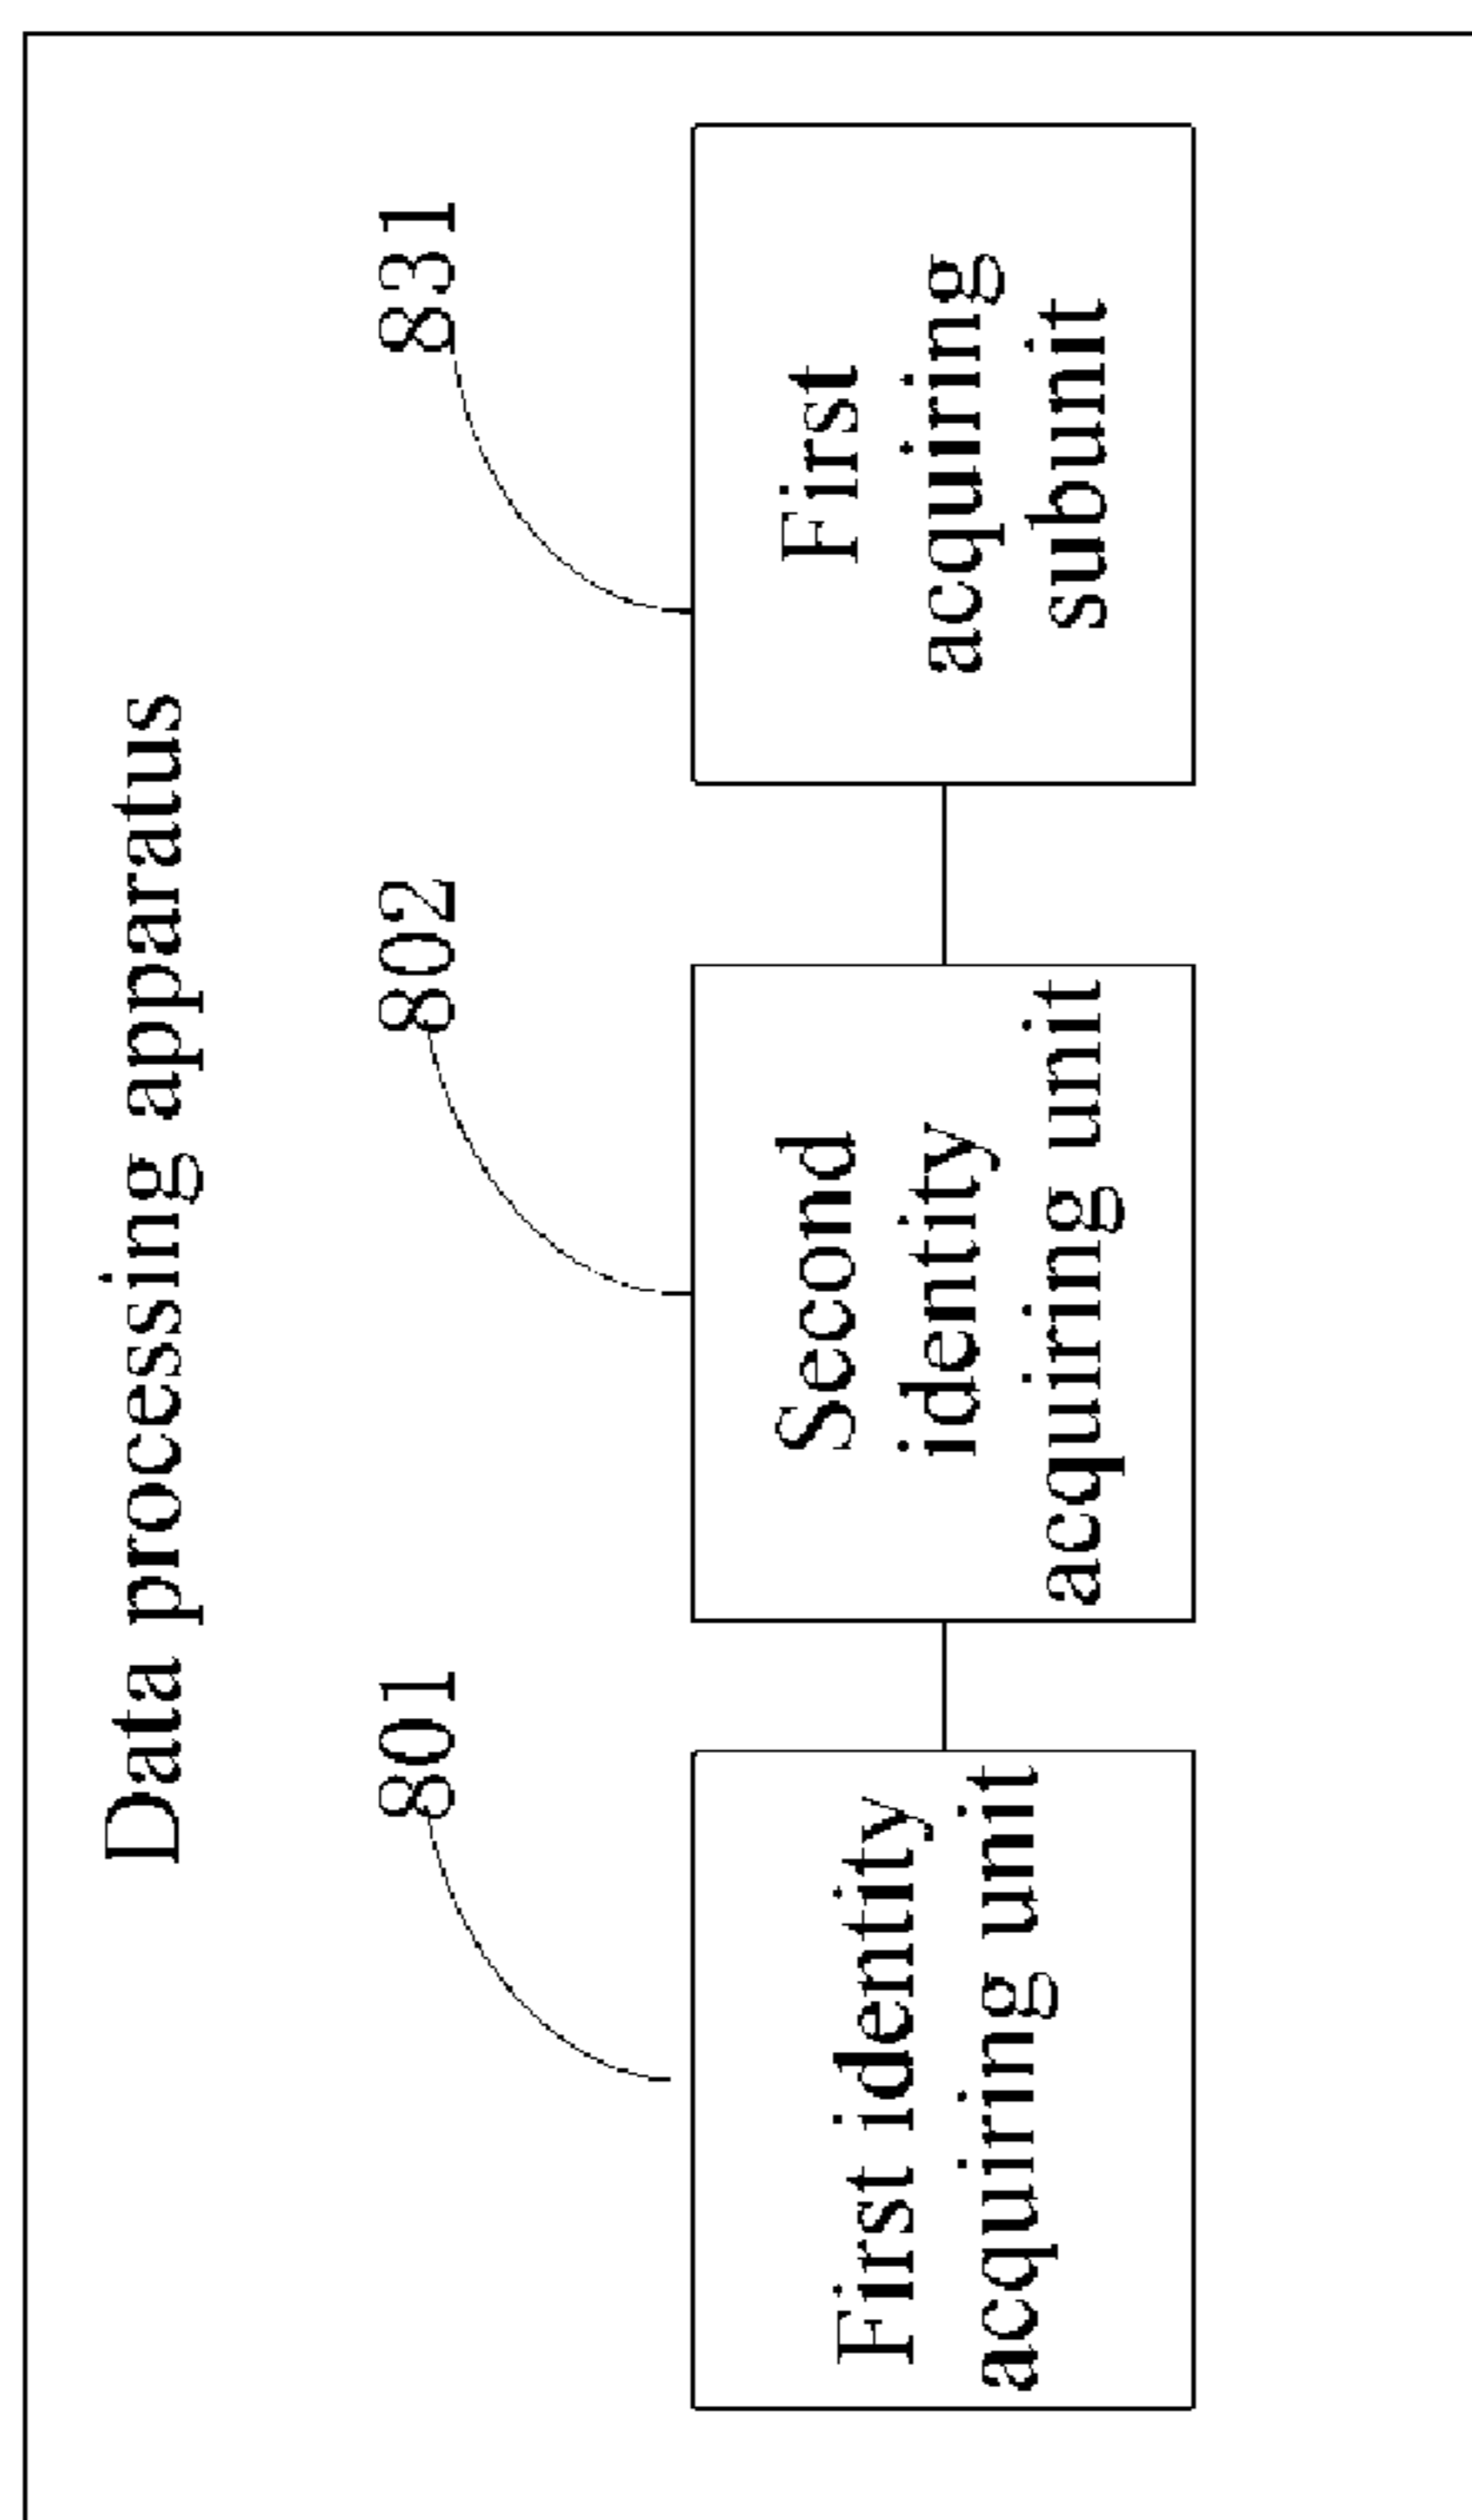 Data processing apparatus
801
802
831
First identity
acquiring unit
Second
identity
acquiring unit
First
acquiring
subunit